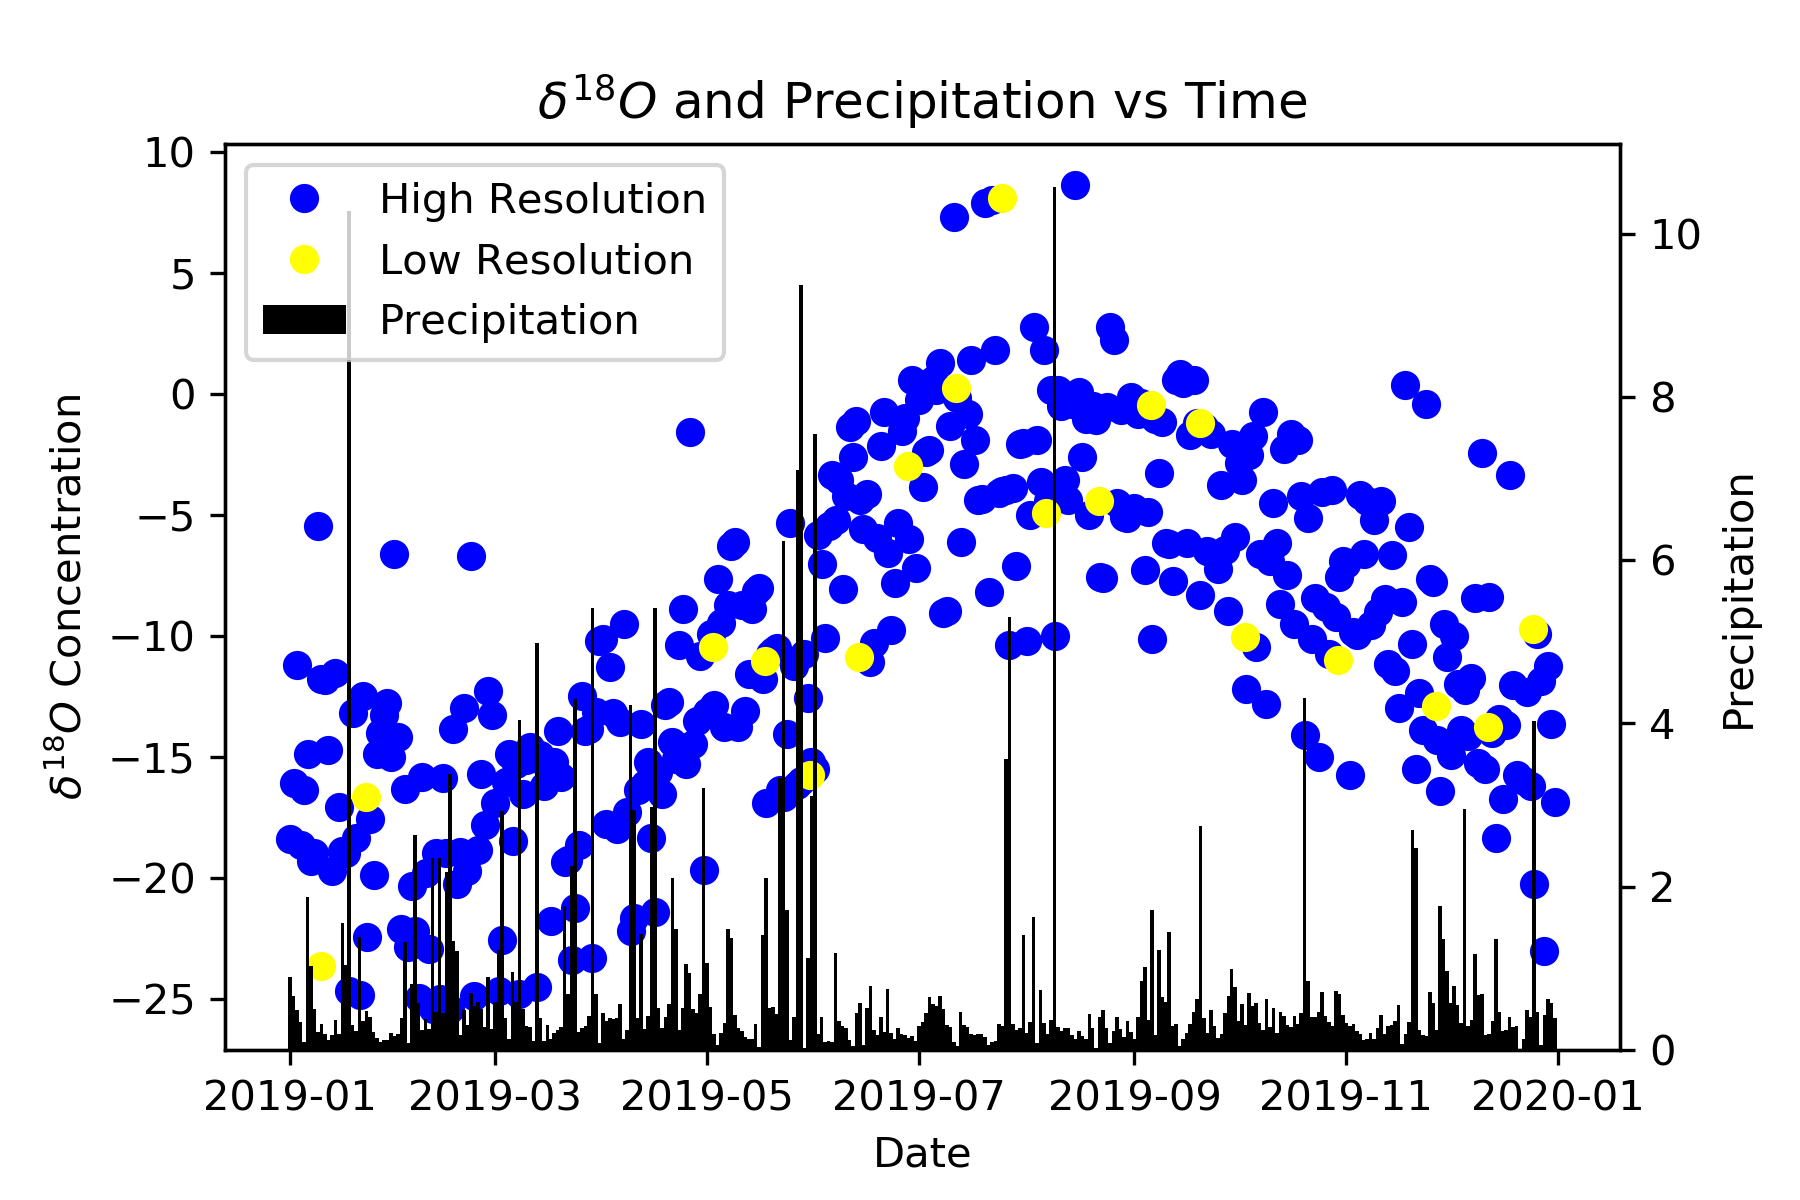 δ¹⁸O and Precipitation vs Time
High Resolution
Low Resolution
Precipitation
10
5
0
−5
−10
−15
−20
−25
δ¹⁸O Concentration
10
8
6
4
2
0
Precipitation
2019-01 2019-03 2019-05 2019-07 2019-09 2019-11 2020-01
Date